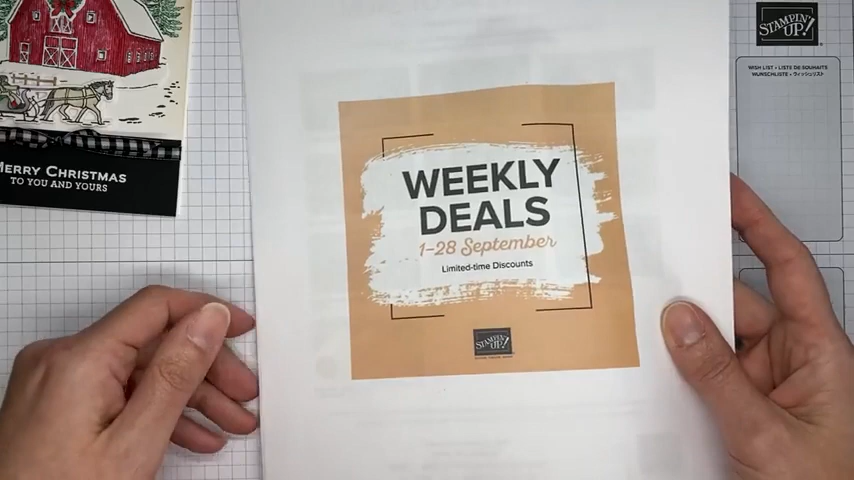 STAMPIN' UP!
WISH LIST • LISTE DE SOUHAITS
WUNSCHLISTE • ウィッシュリスト
MERRY CHRISTMAS
TO YOU AND YOURS
WEEKLY
DEALS
1–28 September
Limited-time Discounts
STAMPIN' UP!